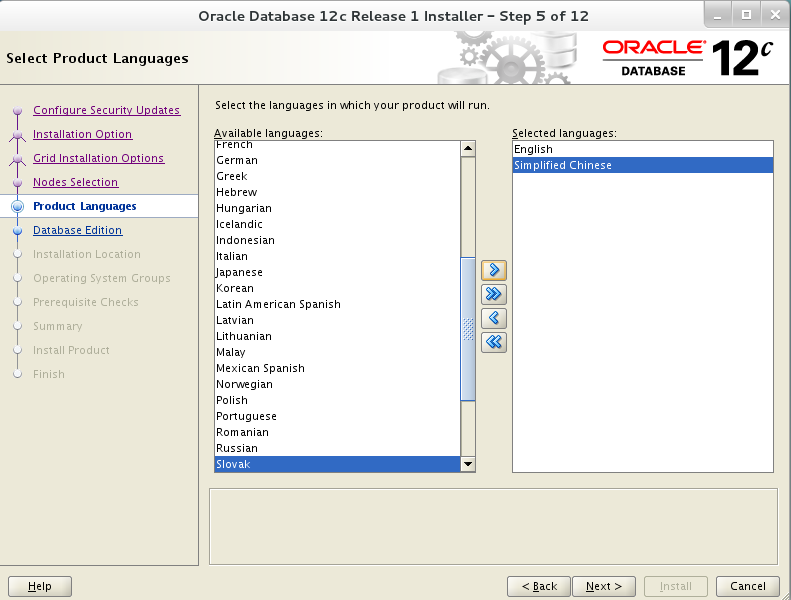 Oracle Database 12c Release 1 Installer – Step 5 of 12
Select Product Languages
ORACLE
DATABASE
12c
Configure Security Updates
Installation Option
Grid Installation Options
Nodes Selection
Product Languages
Database Edition
Installation Location
Operating System Groups
Prerequisite Checks
Summary
Install Product
Finish
Select the languages in which your product will run.
Available languages:
French
German
Greek
Hebrew
Hungarian
Icelandic
Indonesian
Italian
Japanese
Korean
Latin American Spanish
Latvian
Lithuanian
Malay
Mexican Spanish
Norwegian
Polish
Portuguese
Romanian
Russian
Slovak
Selected languages:
English
Simplified Chinese
Help
< Back
Next >
Install
Cancel